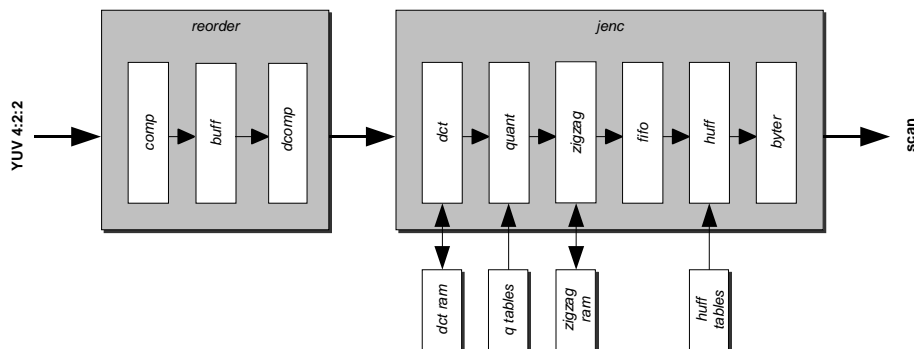 reorder
jenc
YUV 4:2:2
comp
buff
dcomp
dct
quant
zigzag
fifo
huff
byter
scan
dct ram
q tables
zigzag
ram
huff
tables